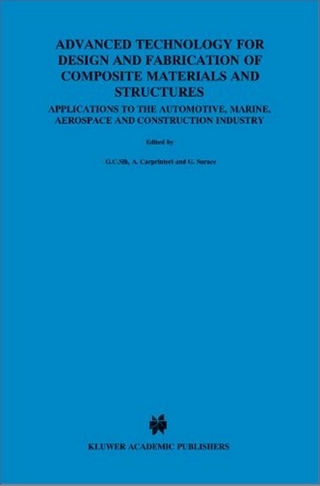 ADVANCED TECHNOLOGY FOR
DESIGN AND FABRICATION OF
COMPOSITE MATERIALS AND
STRUCTURES
APPLICATIONS TO THE AUTOMOTIVE, MARINE,
AEROSPACE AND CONSTRUCTION INDUSTRY
Edited by
G.C.Sih, A. Carpinteri and G. Surace
KLUWER ACADEMIC PUBLISHERS